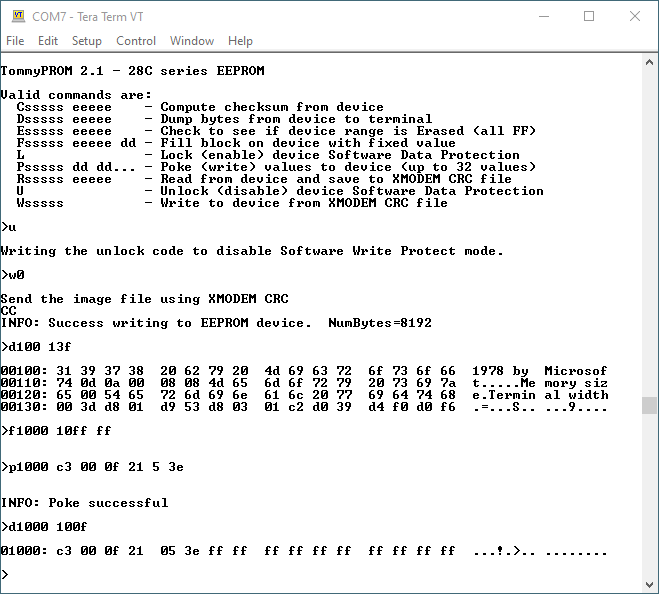 COM7 - Tera Term VT
File Edit Setup Control Window Help
TommyPROM 2.1 - 28C series EEPROM
Valid commands are:
  Csssss eeeee    - Compute checksum from device
  Dsssss eeeee    - Dump bytes from device to terminal
  Esssss eeeee    - Check to see if device range is Erased (all FF)
  Fsssss eeeee dd - Fill block on device with fixed value
  L               - Lock (enable) device Software Data Protection
  Psssss dd dd... - Poke (write) values to device (up to 32 values)
  Rsssss eeeee    - Read from device and save to XMODEM CRC file
  U               - Unlock (disable) device Software Data Protection
  Wsssss          - Write to device from XMODEM CRC file
>u
Writing the unlock code to disable Software Write Protect mode.
>w0
Send the image file using XMODEM CRC
CC
INFO: Success writing to EEPROM device.  NumBytes=8192
>d100 13f
00100: 31 39 37 38  20 62 79 20  4d 69 63 72  6f 73 6f 66  1978 by  Microsof
00110: 74 0d 0a 00  08 08 4d 65  6d 6f 72 79  20 73 69 7a  t.....Me mory siz
00120: 65 00 54 65  72 6d 69 6e  61 6c 20 77  69 64 74 68  e.Termin al width
00130: 00 3d d8 01  d9 53 d8 03  01 c2 d0 39  d4 f0 d0 f6  .=...S.. ...9....
>f1000 10ff ff
>p1000 c3 00 0f 21 5 3e
INFO: Poke successful
>d1000 100f
01000: c3 00 0f 21  05 3e ff ff  ff ff ff ff  ff ff ff ff  ...!.>.. ........
>